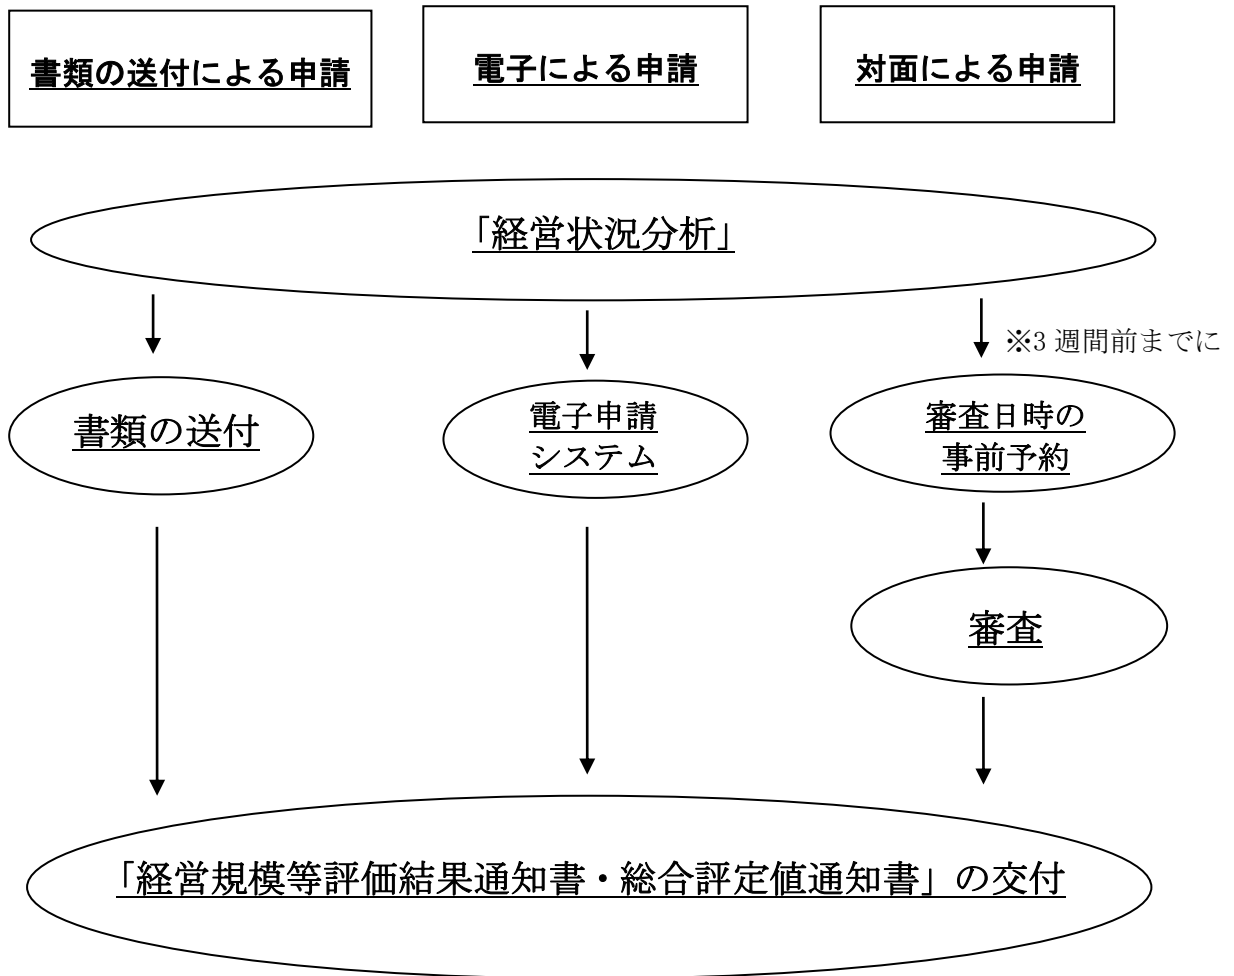 書類の送付による申請
電子による申請
対面による申請
「経営状況分析」
※3 週間前までに
書類の送付
電子申請
システム
審査日時の
事前予約
審査
「経営規模等評価結果通知書・総合評定値通知書」の交付